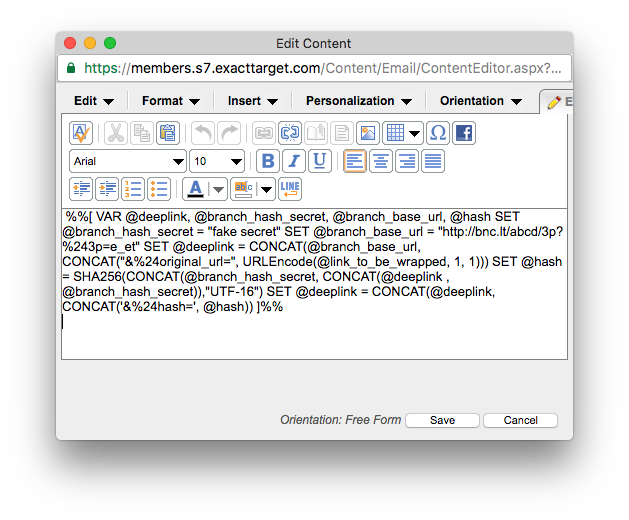 Edit Content
https://members.s7.exacttarget.com/Content/Email/ContentEditor.aspx?...
Edit Format Insert Personalization Orientation E
Arial 10 B I U
A abc LINE
%%[ VAR @deeplink, @branch_hash_secret, @branch_base_url, @hash SET
@branch_hash_secret = "fake secret" SET @branch_base_url = "http://bnc.lt/abcd/3p?
%243p=e_et" SET @deeplink = CONCAT(@branch_base_url,
CONCAT("&%24original_url=", URLEncode(@link_to_be_wrapped, 1, 1))) SET @hash
= SHA256(CONCAT(@branch_hash_secret, CONCAT(@deeplink ,
@branch_hash_secret)),"UTF-16") SET @deeplink = CONCAT(@deeplink,
CONCAT('&%24hash=', @hash)) ]%%
Orientation: Free Form Save Cancel